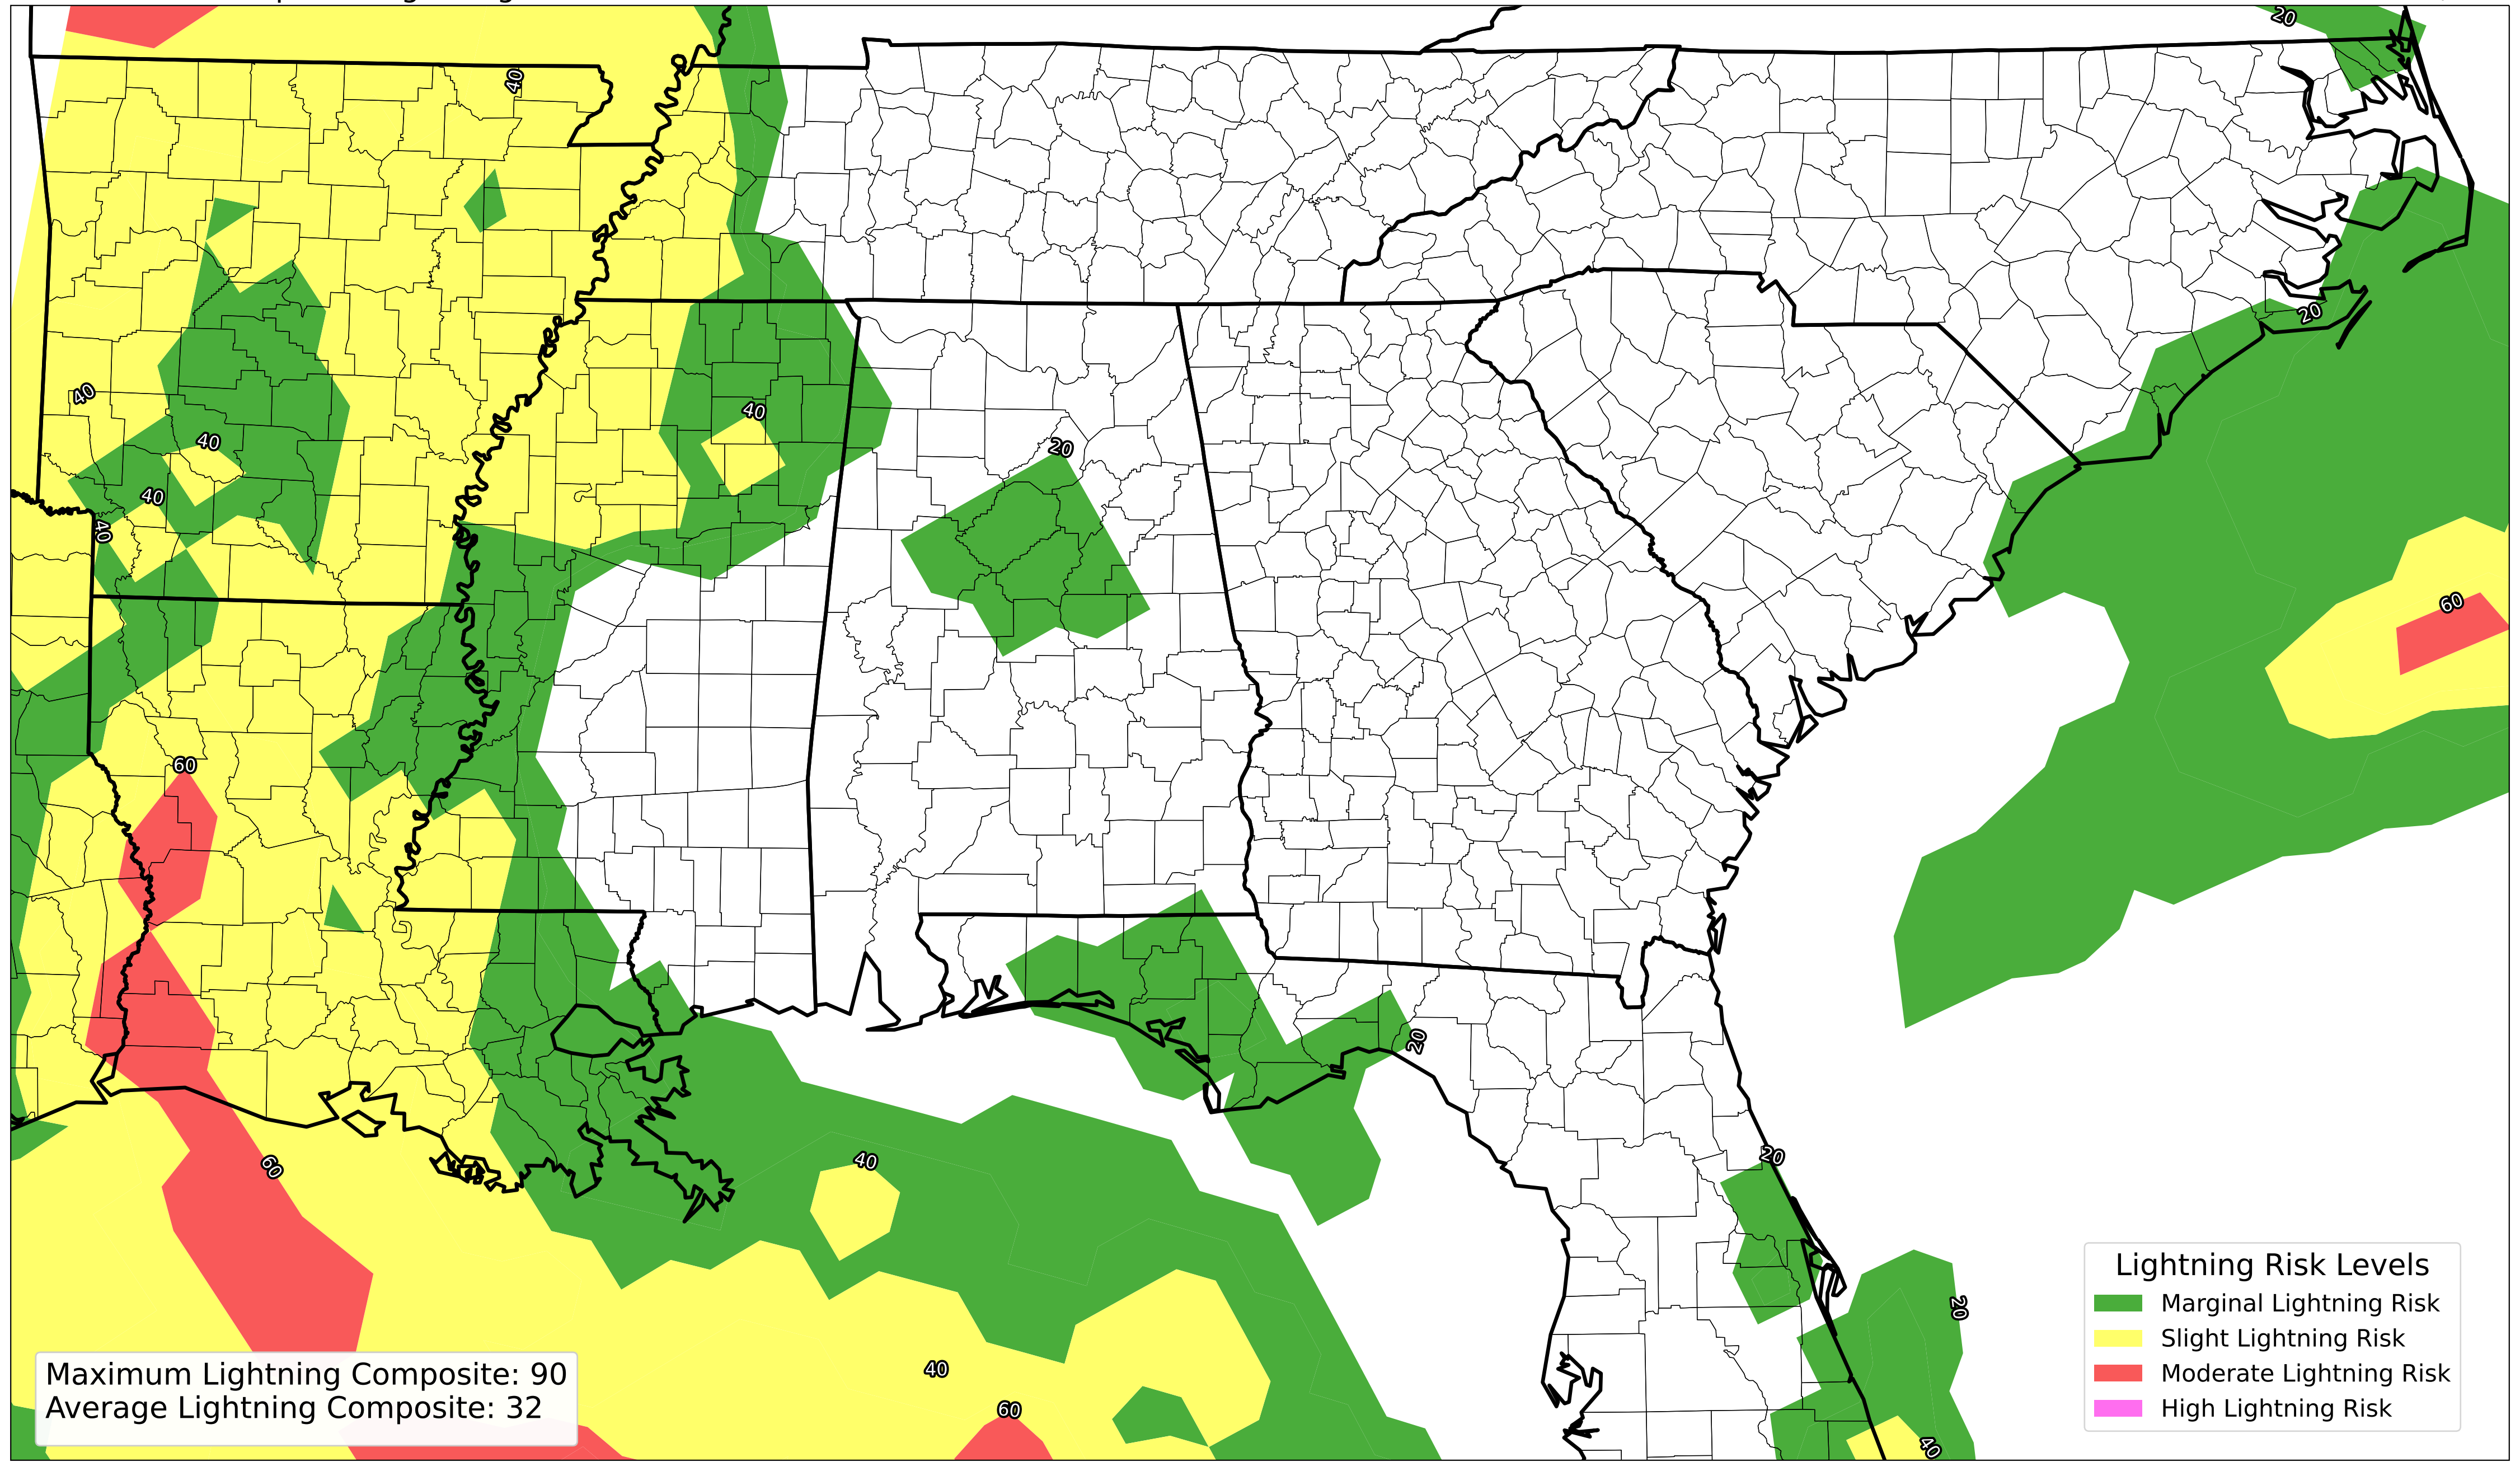 20
40
20
40
40
20
40
40
40
60
60
20
20
60
40
20
40
60
40
Lightning Risk Levels
Marginal Lightning Risk
Slight Lightning Risk
Moderate Lightning Risk
High Lightning Risk
Maximum Lightning Composite: 90
Average Lightning Composite: 32